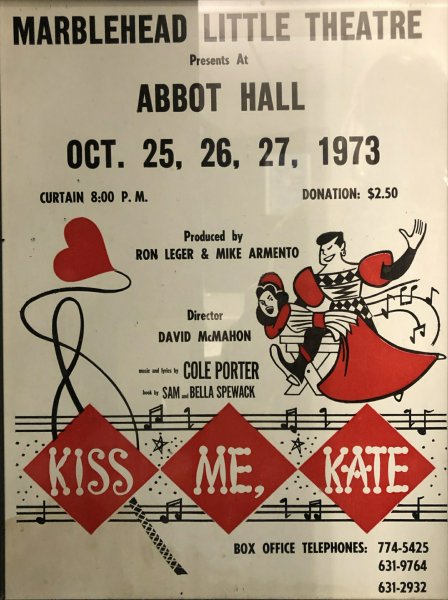 MARBLEHEAD LITTLE THEATRE
Presents At
ABBOT HALL
OCT. 25, 26, 27, 1973
CURTAIN 8:00 P. M.
DONATION: $2.50
Produced by
RON LEGER & MIKE ARMENTO
Director
DAVID McMAHON
music and lyrics by COLE PORTER
book by SAM and BELLA SPEWACK
KISS ME, KATE
BOX OFFICE TELEPHONES: 774-5425
631-9764
631-2932